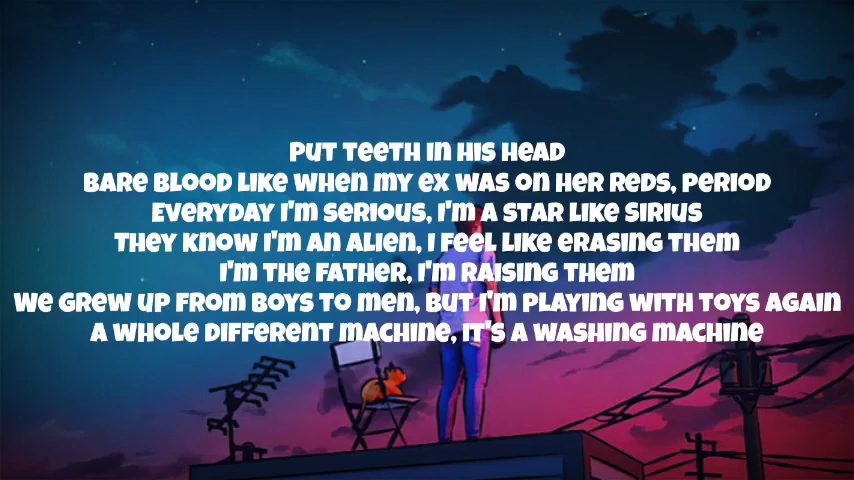 PUT TEETH IN HIS HEAD
BARE BLOOD LIKE WHEN MY EX WAS ON HER REDS, PERIOD
EVERYDAY I'M SERIOUS, I'M A STAR LIKE SIRIUS
THEY KNOW I'M AN ALIEN, I FEEL LIKE ERASING THEM
I'M THE FATHER, I'M RAISING THEM
WE GREW UP FROM BOYS TO MEN, BUT I'M PLAYING WITH TOYS AGAIN
A WHOLE DIFFERENT MACHINE, IT'S A WASHING MACHINE